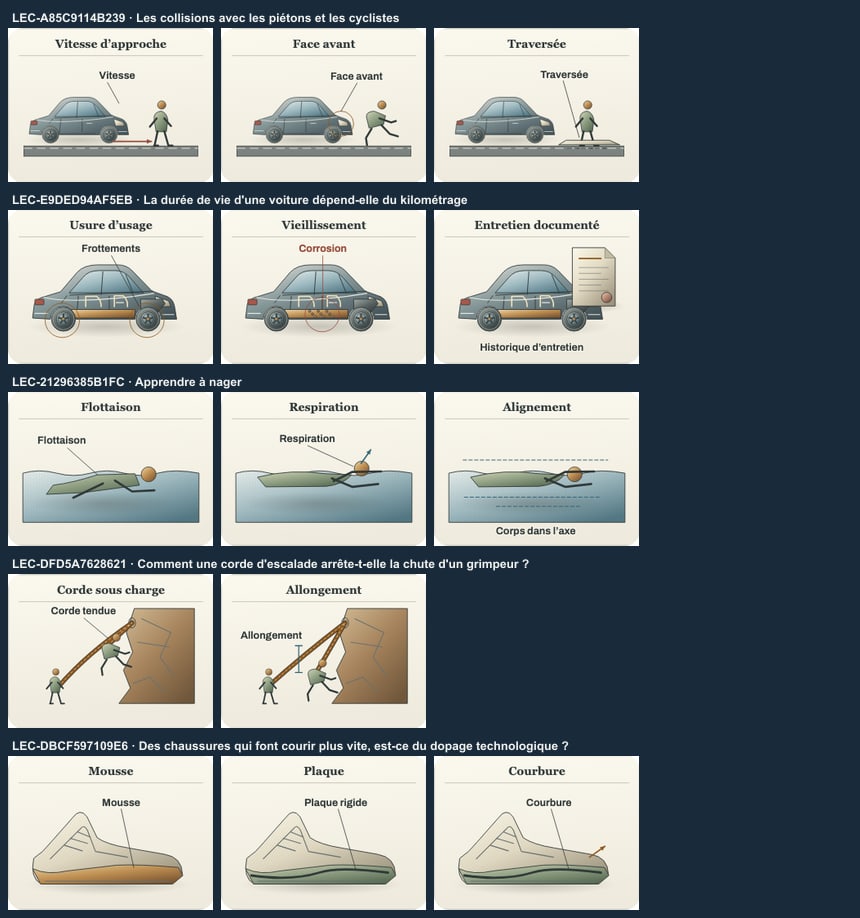 LEC-A85C9114B239 · Les collisions avec les piétons et les cyclistes
Vitesse d’approche
Vitesse
Face avant
Face avant
Traversée
Traversée
LEC-E9DED94AF5EB · La durée de vie d'une voiture dépend-elle du kilométrage
Usure d’usage
Frottements
Vieillissement
Corrosion
Entretien documenté
Historique d’entretien
LEC-21296385B1FC · Apprendre à nager
Flottaison
Flottaison
Respiration
Respiration
Alignement
Corps dans l’axe
LEC-DFD5A7628621 · Comment une corde d'escalade arrête-t-elle la chute d'un grimpeur ?
Corde sous charge
Corde tendue
Allongement
Allongement
LEC-DBCF597109E6 · Des chaussures qui font courir plus vite, est-ce du dopage technologique ?
Mousse
Mousse
Plaque
Plaque rigide
Courbure
Courbure